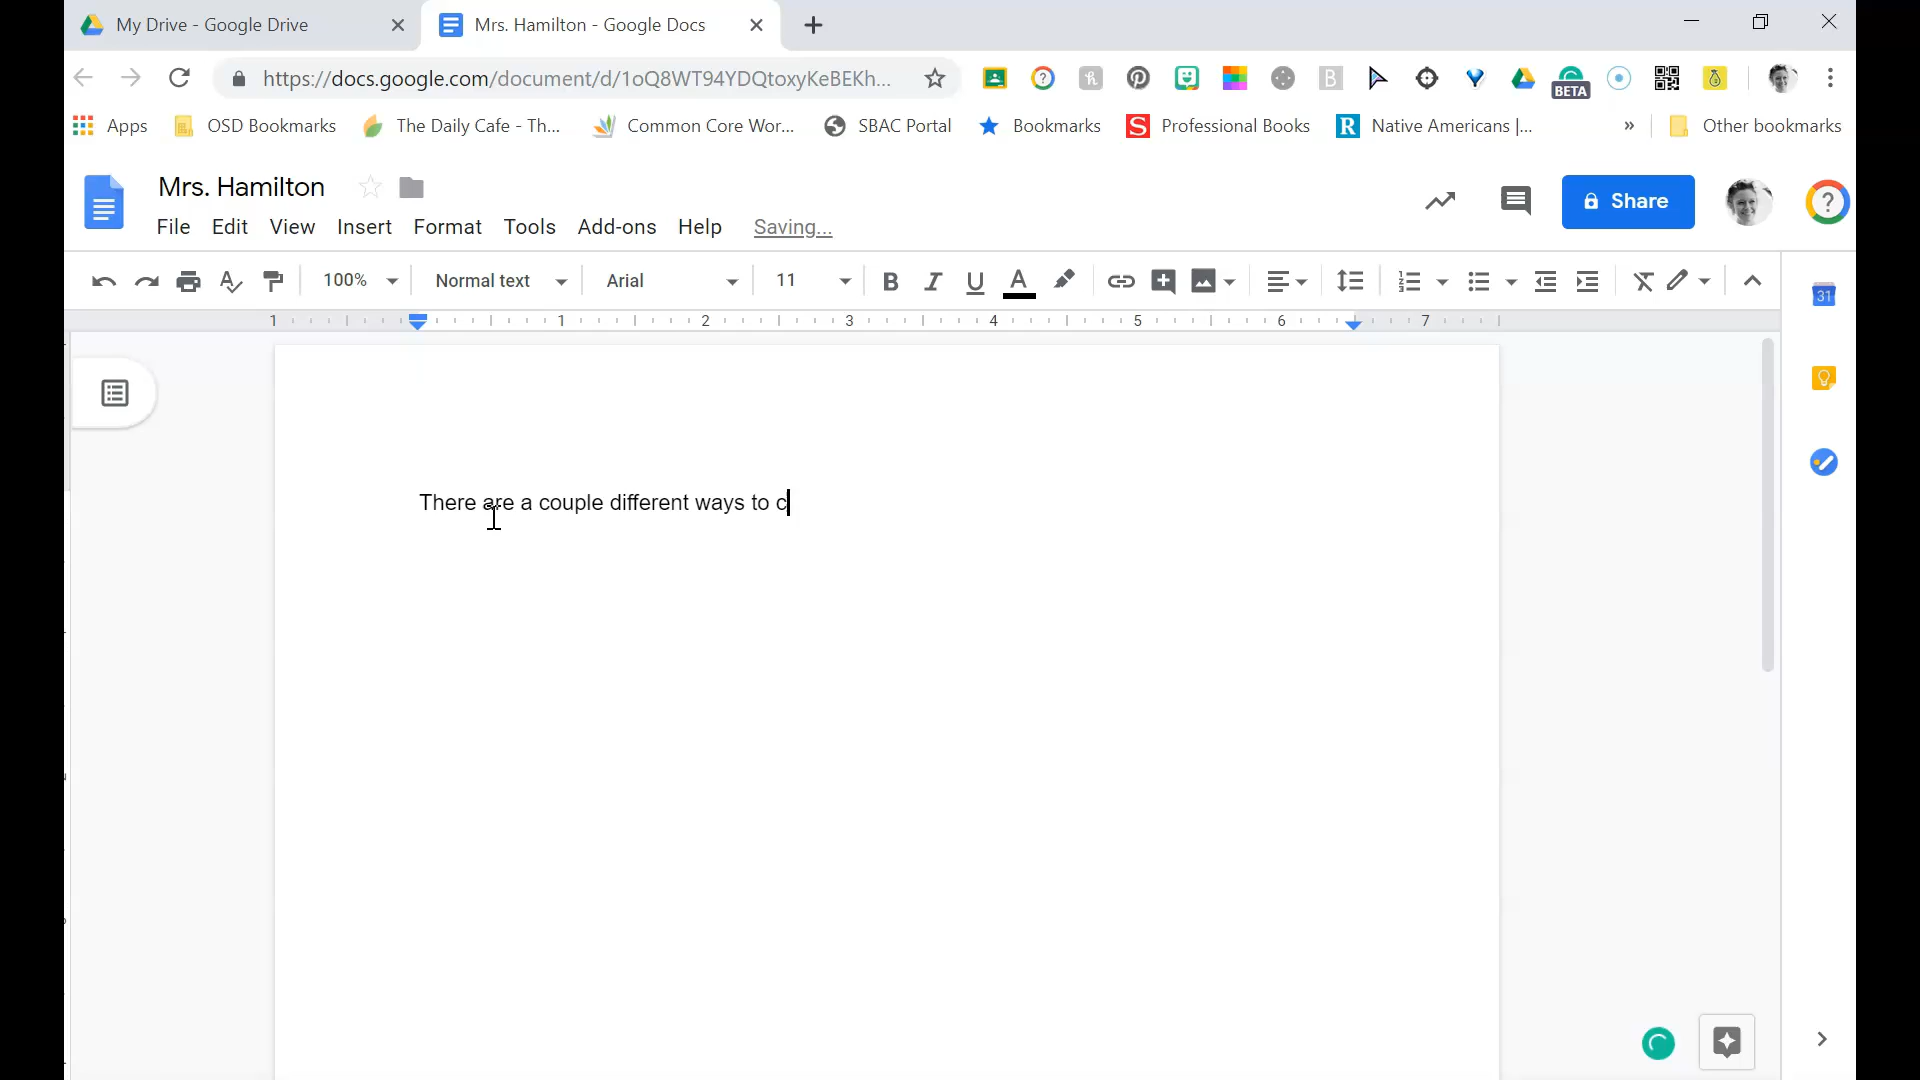 My Drive - Google Drive
Mrs. Hamilton - Google Docs
https://docs.google.com/document/d/1oQ8WT94YDQtoxyKeBEKh...
BETA
Apps
OSD Bookmarks
The Daily Cafe - Th...
Common Core Wor...
SBAC Portal
Bookmarks
S Professional Books
R Native Americans |...
»
Other bookmarks
Mrs. Hamilton
Share
File Edit View Insert Format Tools Add-ons Help Saving...
100% Normal text Arial 11 B I U A
31
1 1 2 3 4 5 6 7
There are a couple different ways to c